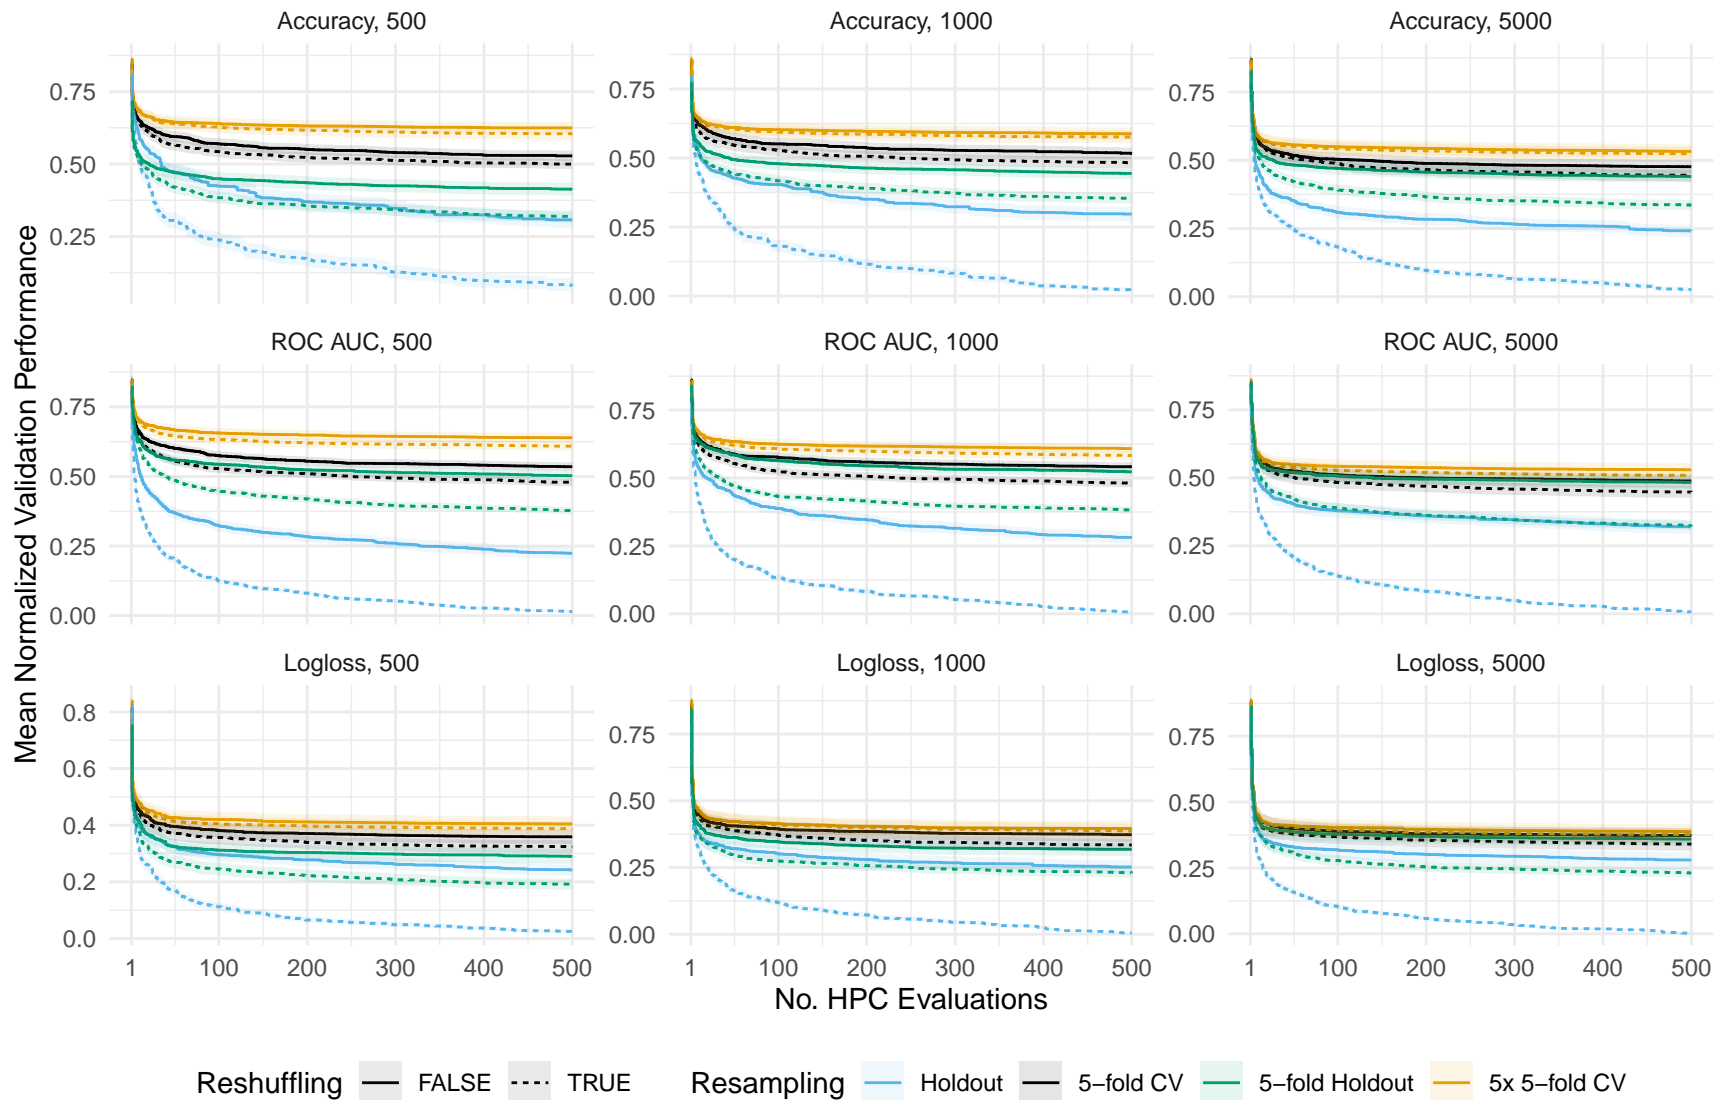 Accuracy, 500
Accuracy, 1000
Accuracy, 5000
0.75
0.50
0.25
0.75
0.50
0.25
0.00
0.75
0.50
0.25
0.00
ROC AUC, 500
ROC AUC, 1000
ROC AUC, 5000
0.75
0.50
0.25
0.00
0.75
0.50
0.25
0.00
0.75
0.50
0.25
0.00
Logloss, 500
Logloss, 1000
Logloss, 5000
0.8
0.6
0.4
0.2
0.0
0.75
0.50
0.25
0.00
0.75
0.50
0.25
0.00
1 100 200 300 400 500
1 100 200 300 400 500
1 100 200 300 400 500
Mean Normalized Validation Performance
No. HPC Evaluations
Reshuffling FALSE TRUE
Resampling Holdout 5−fold CV 5−fold Holdout 5x 5−fold CV